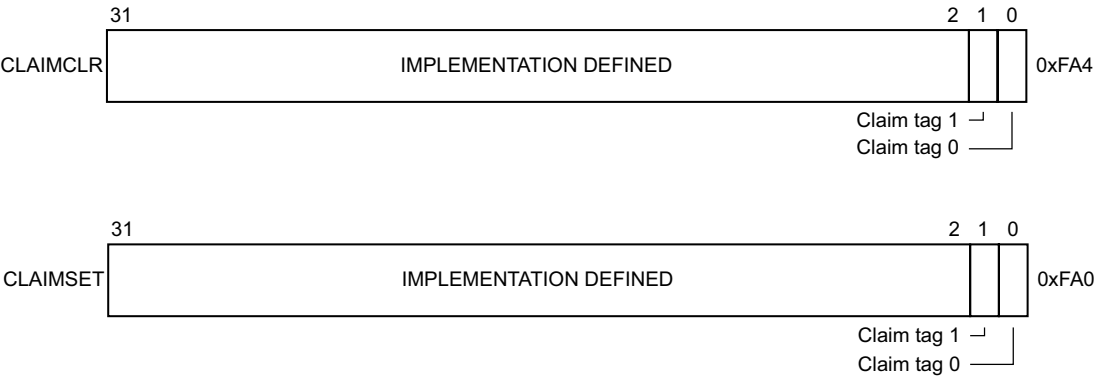 31 2 1 0
CLAIMCLR IMPLEMENTATION DEFINED 0xFA4
Claim tag 1
Claim tag 0
31 2 1 0
CLAIMSET IMPLEMENTATION DEFINED 0xFA0
Claim tag 1
Claim tag 0